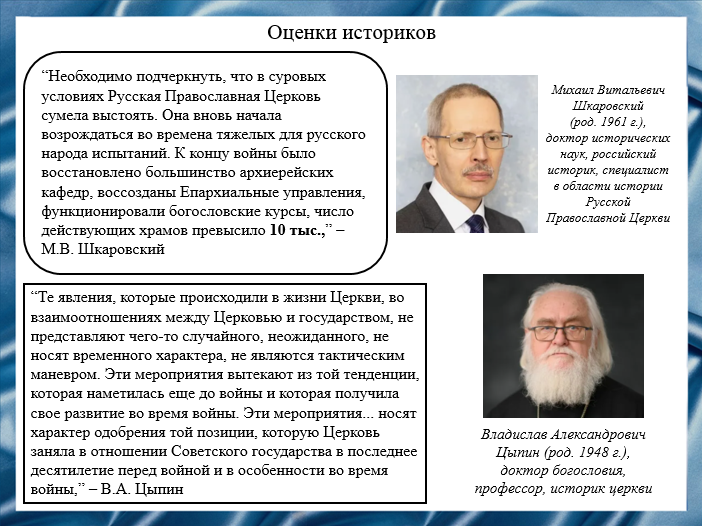 Оценки историков
“Необходимо подчеркнуть, что в суровых
условиях Русская Православная Церковь
сумела выстоять. Она вновь начала
возрождаться во времена тяжелых для русского
народа испытаний. К концу войны было
восстановлено большинство архиерейских
кафедр, воссозданы Епархиальные управления,
функционировали богословские курсы, число
действующих храмов превысило 10 тыс.,” –
М.В. Шкаровский
Михаил Витальевич
Шкаровский
(род. 1961 г.),
доктор исторических
наук, российский
историк, специалист
в области истории
Русской
Православной Церкви
“Те явления, которые происходили в жизни Церкви, во
взаимоотношениях между Церковью и государством, не
представляют чего-то случайного, неожиданного, не
носят временного характера, не являются тактическим
маневром. Эти мероприятия вытекают из той тенденции,
которая наметилась еще до войны и которая получила
свое развитие во время войны. Эти мероприятия... носят
характер одобрения той позиции, которую Церковь
заняла в отношении Советского государства в последнее
десятилетие перед войной и в особенности во время
войны,” – В.А. Цыпин
Владислав Александрович
Цыпин (род. 1948 г.),
доктор богословия,
профессор, историк церкви